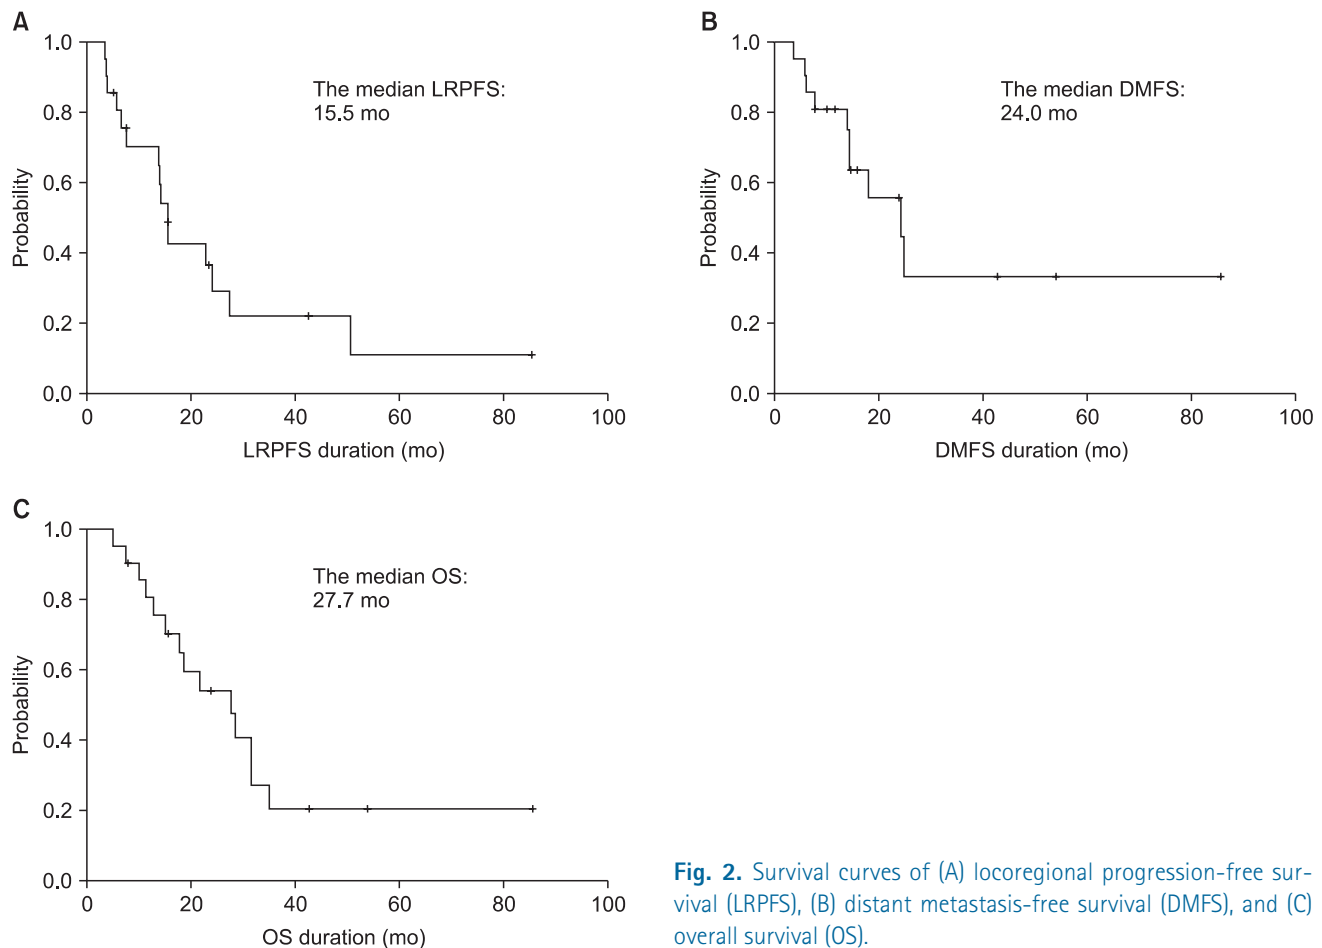 A
1.0
0.8
0.6
0.4
0.2
0.0
Probability
The median LRPFS:
15.5 mo
0 20 40 60 80 100
LRPFS duration (mo)
B
1.0
0.8
0.6
0.4
0.2
0.0
Probability
The median DMFS:
24.0 mo
0 20 40 60 80 100
DMFS duration (mo)
C
1.0
0.8
0.6
0.4
0.2
0.0
Probability
The median OS:
27.7 mo
0 20 40 60 80 100
OS duration (mo)
Fig. 2. Survival curves of (A) locoregional progression-free sur-
vival (LRPFS), (B) distant metastasis-free survival (DMFS), and (C)
overall survival (OS).